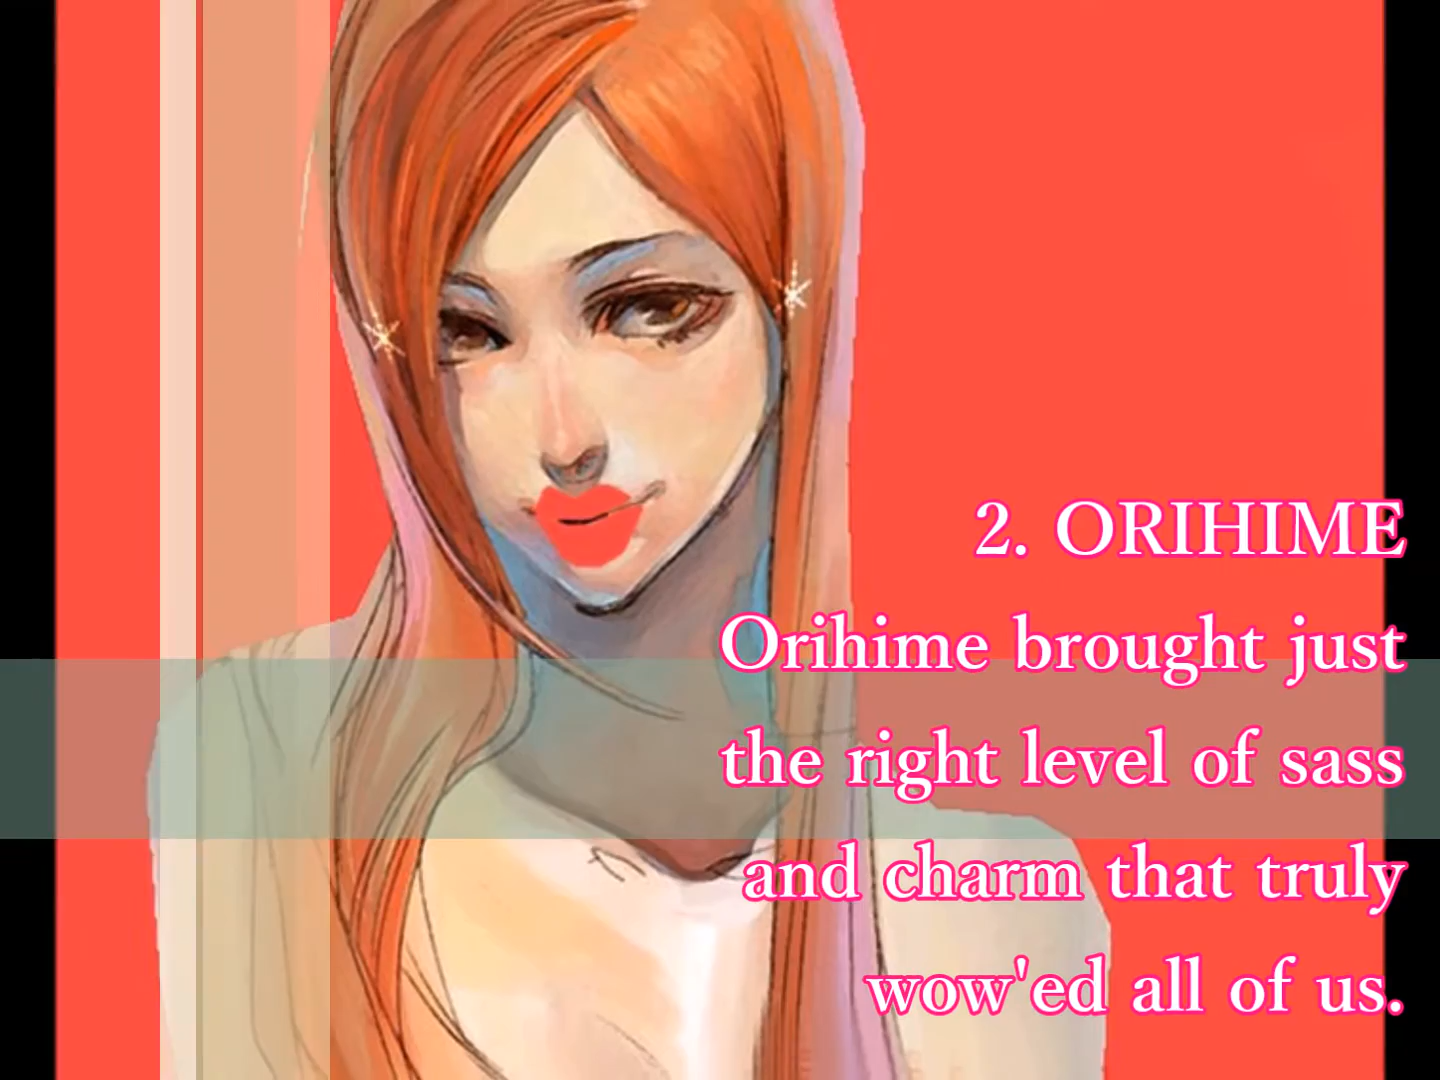 2. ORIHIME
Orihime brought just
the right level of sass
and charm that truly
wow'ed all of us.